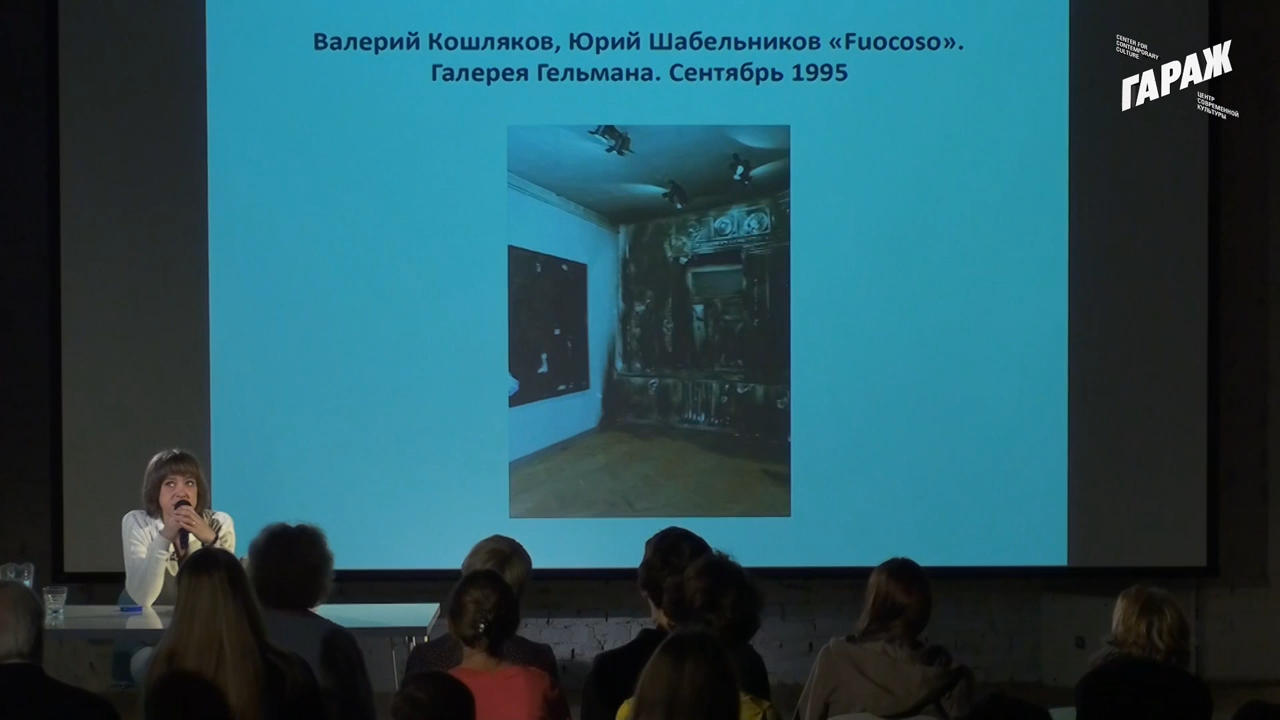 Валерий Кошляков, Юрий Шабельников «Fuocoso».
Галерея Гельмана. Сентябрь 1995
CENTER FOR
CONTEMPORARY
CULTURE
ГАРАЖ
ЦЕНТР
СОВРЕМЕННОЙ
КУЛЬТУРЫ